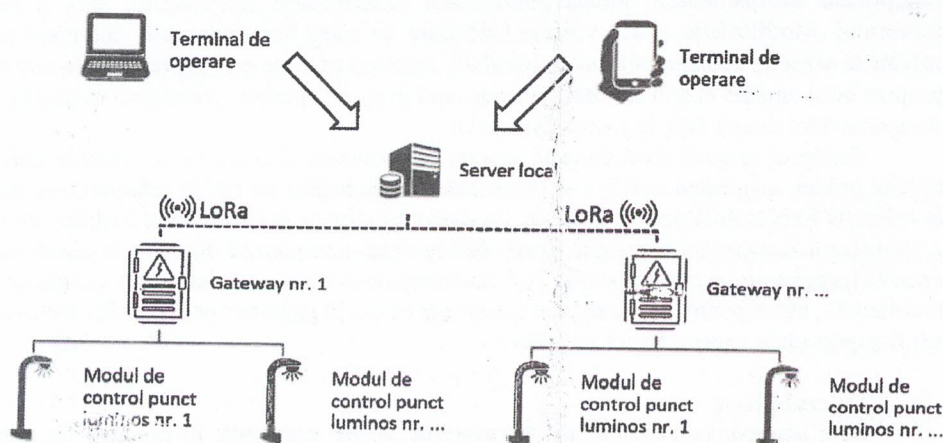 Terminal de
operare
Terminal de
operare
Server local
LoRa
LoRa
Gateway nr. 1
Gateway nr. ...
Modul de
control punct
luminos nr. 1
Modul de
control punct
luminos nr. ...
Modul de
control punct
luminos nr. 1
Modul de
control punct
luminos nr. ...